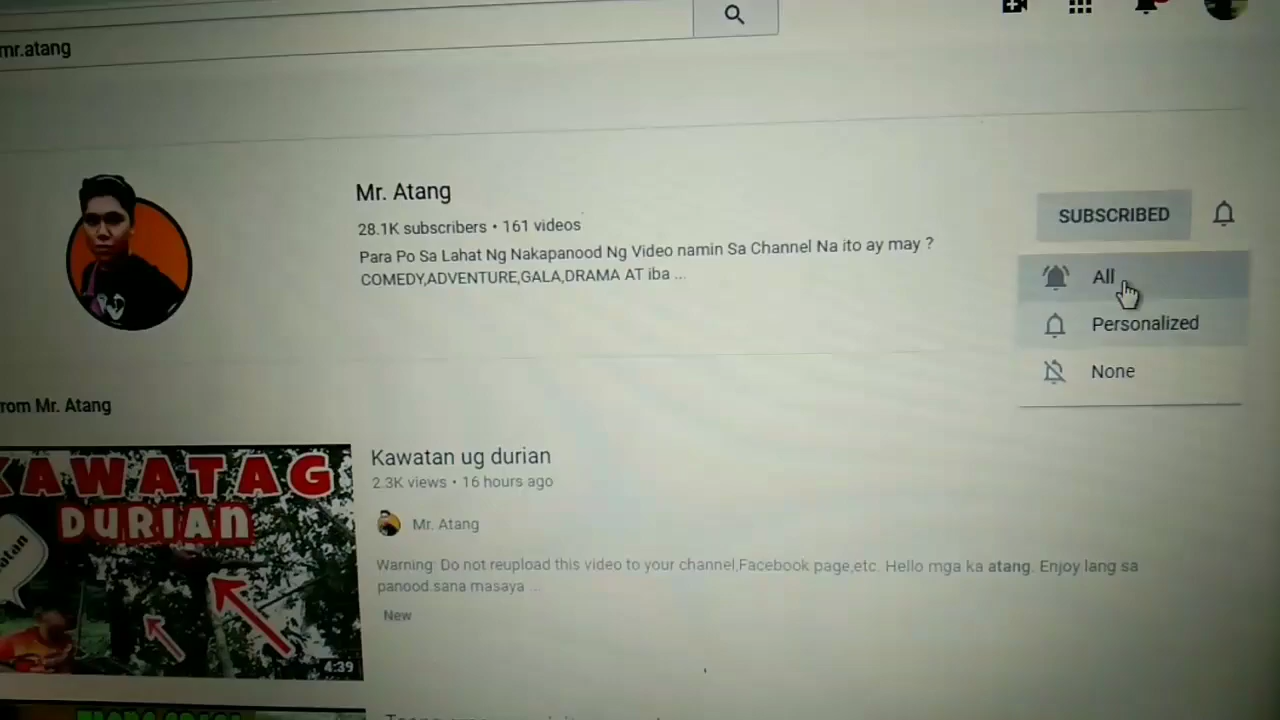 mr.atang
Mr. Atang
28.1K subscribers • 161 videos
Para Po Sa Lahat Ng Nakapanood Ng Video namin Sa Channel Na ito ay may ?
COMEDY,ADVENTURE,GALA,DRAMA AT iba ...
SUBSCRIBED
All
Personalized
None
rom Mr. Atang
KAWATAG
DURIAN
atan
4:39
Kawatan ug durian
2.3K views • 16 hours ago
Mr. Atang
Warning: Do not reupload this video to your channel,Facebook page,etc. Hello mga ka atang. Enjoy lang sa
panood.sana masaya ...
New